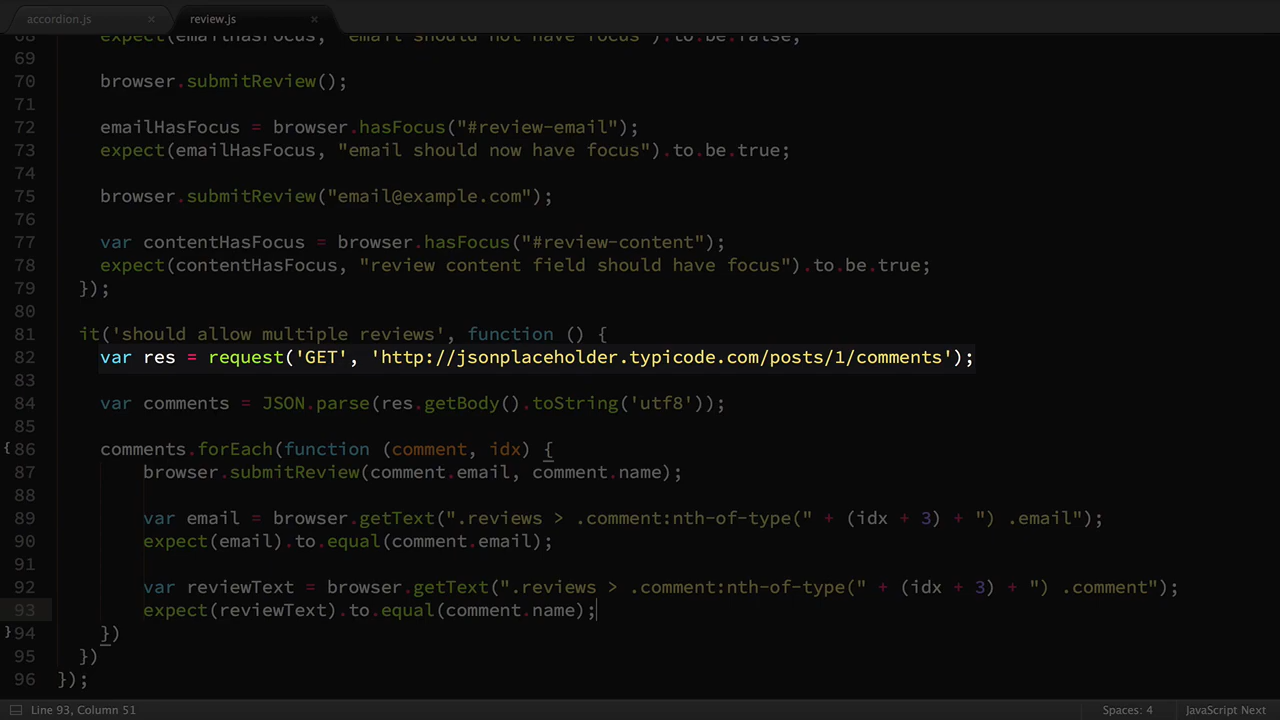 accordion.js × review.js ×
68 expect(emailHasFocus, "email should not have focus").to.be.false;
69
70 browser.submitReview();
71
72 emailHasFocus = browser.hasFocus("#review-email");
73 expect(emailHasFocus, "email should now have focus").to.be.true;
74
75 browser.submitReview("email@example.com");
76
77 var contentHasFocus = browser.hasFocus("#review-content");
78 expect(contentHasFocus, "review content field should have focus").to.be.true;
79 });
80
81 it('should allow multiple reviews', function () {
82 var res = request('GET', 'http://jsonplaceholder.typicode.com/posts/1/comments');
83
84 var comments = JSON.parse(res.getBody().toString('utf8'));
85
{86 comments.forEach(function (comment, idx) {
87 browser.submitReview(comment.email, comment.name);
88
89 var email = browser.getText(".reviews > .comment:nth-of-type(" + (idx + 3) + ") .email");
90 expect(email).to.equal(comment.email);
91
92 var reviewText = browser.getText(".reviews > .comment:nth-of-type(" + (idx + 3) + ") .comment");
93 expect(reviewText).to.equal(comment.name);
}94 })
95 })
96 });
Line 93, Column 51 Spaces: 4 JavaScript Next